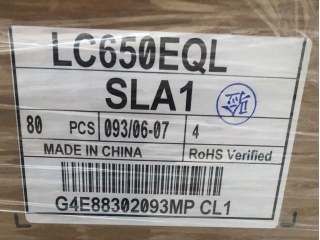 LC650EQL
SLA1
80 PCS 093/06-07 4
MADE IN CHINA RoHS Verified
G4E88302093MP CL1